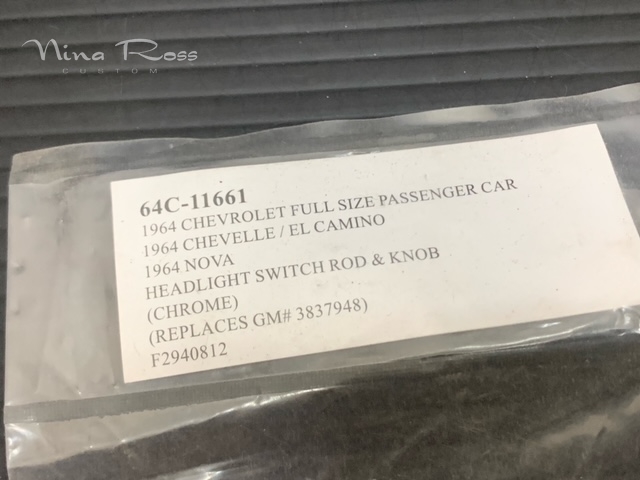 Nina Ross
CUSTOM
64C-11661
1964 CHEVROLET FULL SIZE PASSENGER CAR
1964 CHEVELLE / EL CAMINO
1964 NOVA
HEADLIGHT SWITCH ROD & KNOB
(CHROME)
(REPLACES GM# 3837948)
F2940812